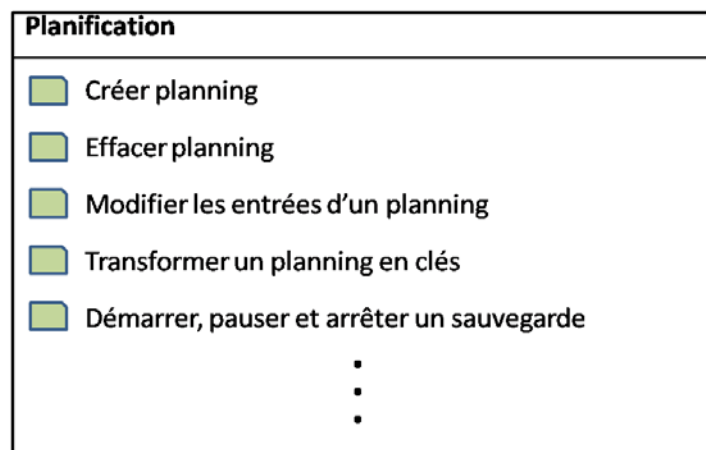 Planification
Créer planning
Effacer planning
Modifier les entrées d’un planning
Transformer un planning en clés
Démarrer, pauser et arrêter un sauvegarde